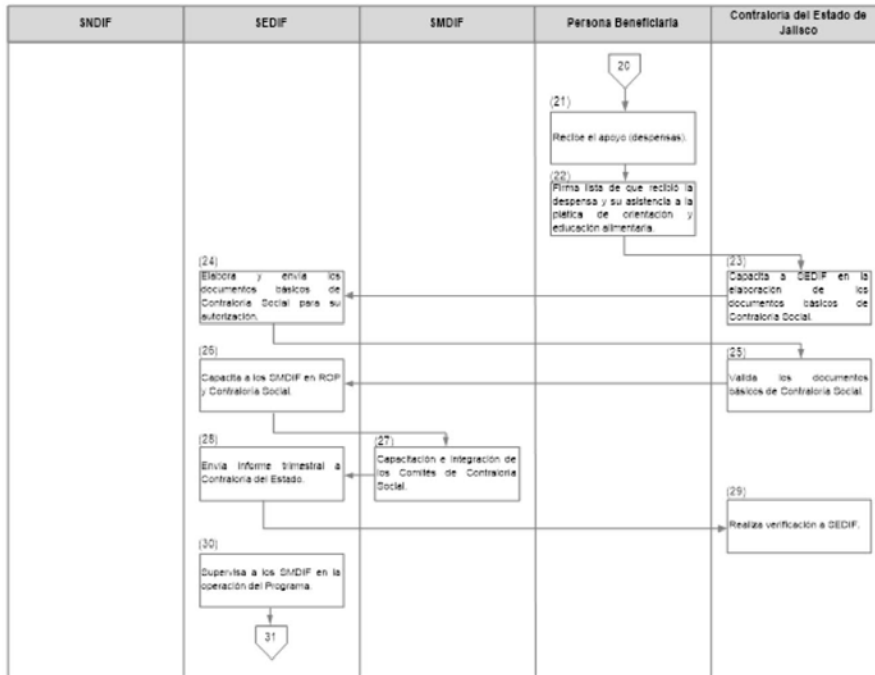 SNDIF
SEDIF
SMDIF
Persona Beneficiaria
Contraloría del Estado de
Jalisco
20
(21)
Recibe el apoyo (despensas).
(22)
Firma lista de que recibió la
despensa y su asistencia a la
plática de orientación y
educación alimentaria.
(23)
Capacita a SEDIF en la
elaboración de los
documentos básicos de
Contraloría Social.
(24)
Elabora y envía los
documentos básicos de
Contraloría Social para su
autorización.
(25)
Valida los documentos
básicos de Contraloría Social.
(26)
Capacita a los SMDIF en ROP
y Contraloría Social.
(27)
Capacitación e integración de
los Comités de Contraloría
Social.
(28)
Envía informe trimestral a
Contraloría del Estado.
(29)
Realiza verificación a SEDIF.
(30)
Supervisa a los SMDIF en la
operación del Programa.
31